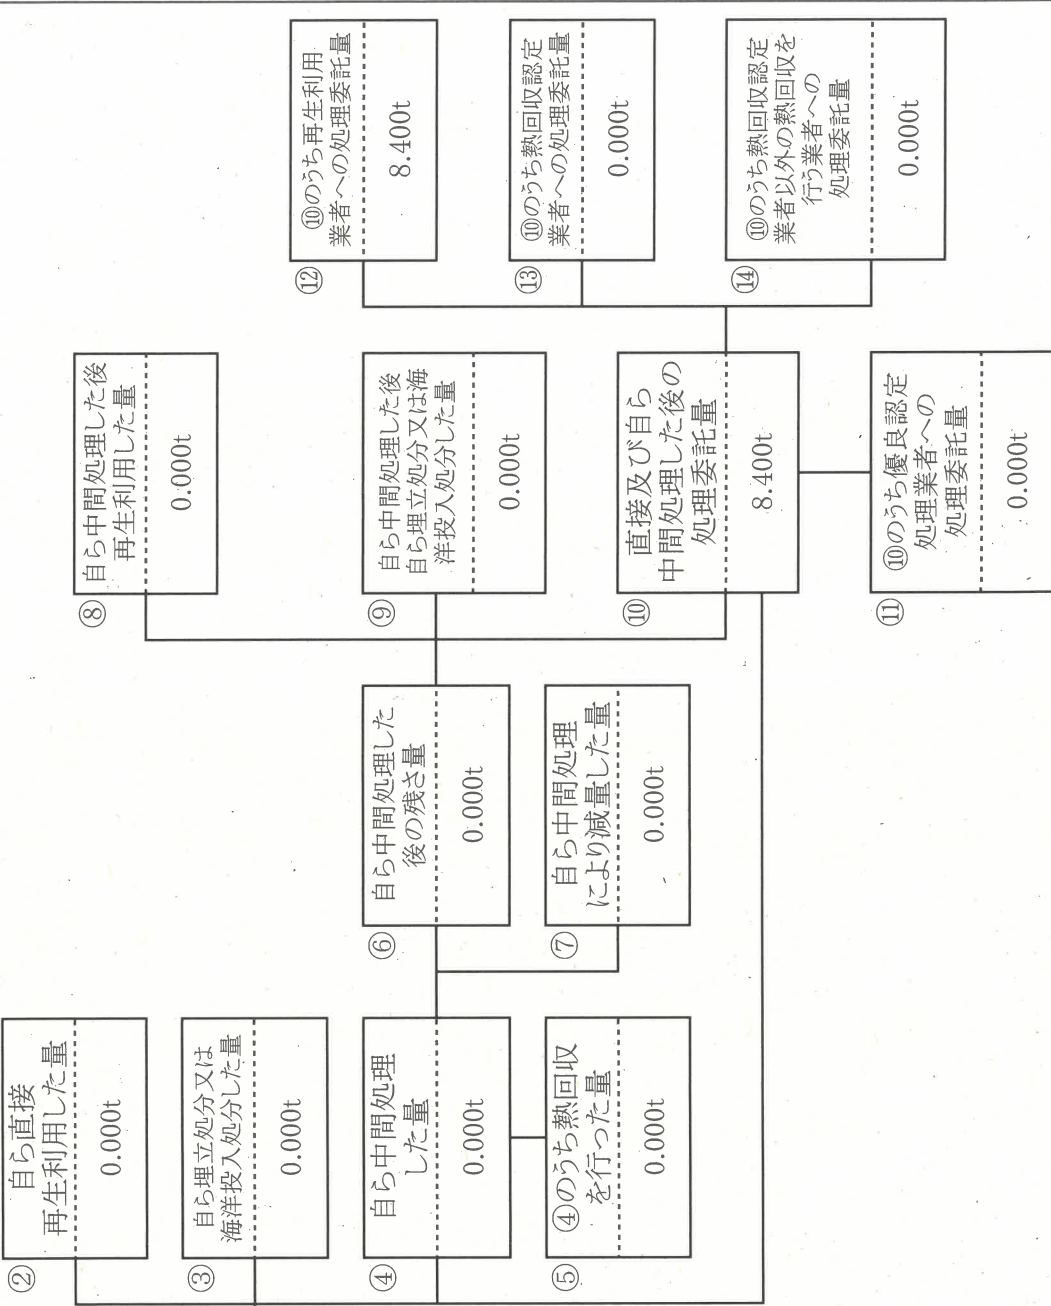 ②
自ら直接
再生利用した量
0.000t
③
自ら埋立処分又は
海洋投入処分した量
0.000t
④
自ら中間処理
した量
0.000t
⑤
④のうち熱回収
を行った量
0.000t
⑥
自ら中間処理した
後の残さ量
0.000t
⑦
自ら中間処理
により減量した量
0.000t
⑧
自ら中間処理した後
再生利用した量
0.000t
⑨
自ら中間処理した後
自ら埋立処分又は海
洋投入処分した量
0.000t
⑩
直接及び自ら
中間処理した後の
処理委託量
8.400t
⑪
⑩のうち優良認定
処理業者への
処理委託量
0.000t
⑫
⑩のうち再生利用
業者への処理委託量
8.400t
⑬
⑩のうち熱回収認定
業者への処理委託量
0.000t
⑭
⑩のうち熱回収認定
業者以外の熱回収を
行う業者への
処理委託量
0.000t